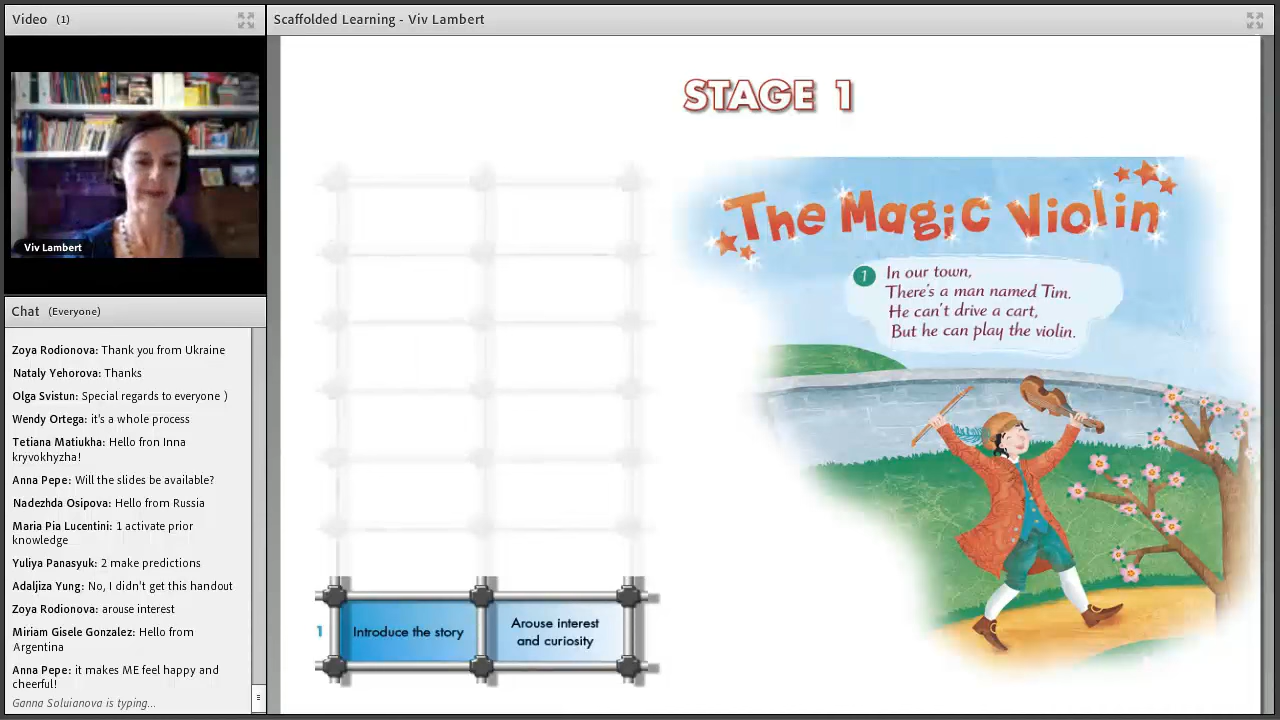 Video (1)
Viv Lambert
Chat (Everyone)
Zoya Rodionova: Thank you from Ukraine
Nataly Yehorova: Thanks
Olga Svistun: Special regards to everyone )
Wendy Ortega: it's a whole process
Tetiana Matiukha: Hello fron Inna
kryvokhyzha!
Anna Pepe: Will the slides be available?
Nadezhda Osipova: Hello from Russia
Maria Pia Lucentini: 1 activate prior
knowledge
Yuliya Panasyuk: 2 make predictions
Adaljiza Yung: No, I didn't get this handout
Zoya Rodionova: arouse interest
Miriam Gisele Gonzalez: Hello from
Argentina
Anna Pepe: it makes ME feel happy and
cheerful!
Ganna Soluianova is typing...
Scaffolded Learning - Viv Lambert
STAGE 1
1
Introduce the story
Arouse interest
and curiosity
The Magic Violin
1 In our town,
There's a man named Tim.
He can't drive a cart,
But he can play the violin.